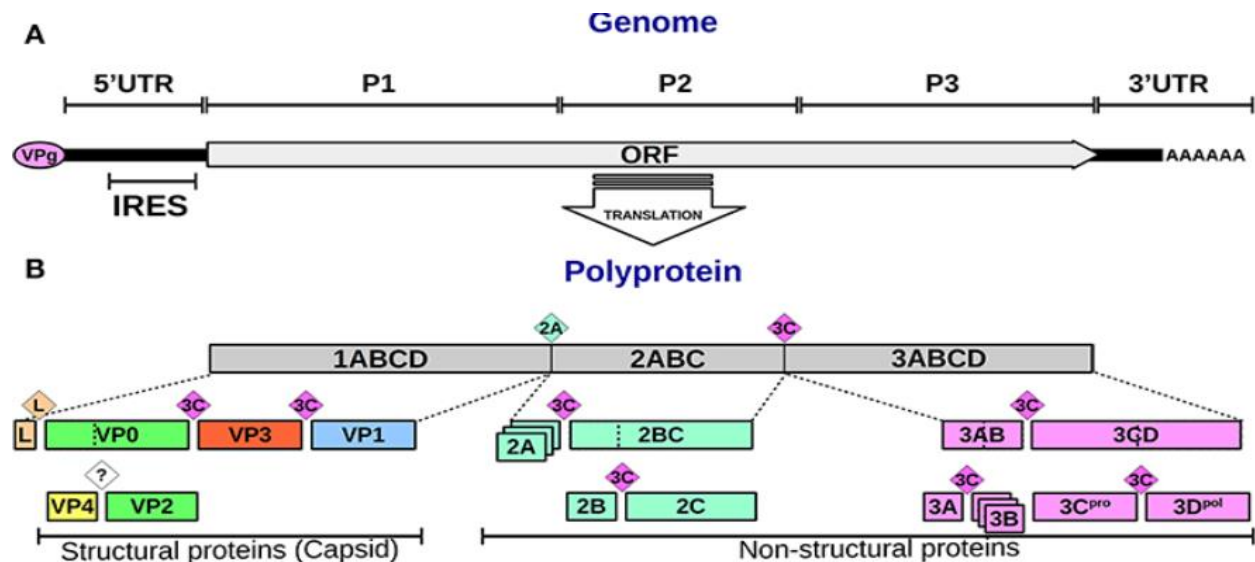 Genome
A
5'UTR P1 P2 P3 3'UTR
VPg ORF AAAAAA
IRES
TRANSLATION
B
Polyprotein
2A 3C
1ABCD 2ABC 3ABCD
L 3C 3C 3C 3C
L VP0 VP3 VP1 2A 2BC 3AB 3CD
? 3C 3C 3C
VP4 VP2 2B 2C 3A 3B 3Cpro 3Dpol
Structural proteins (Capsid) Non-structural proteins